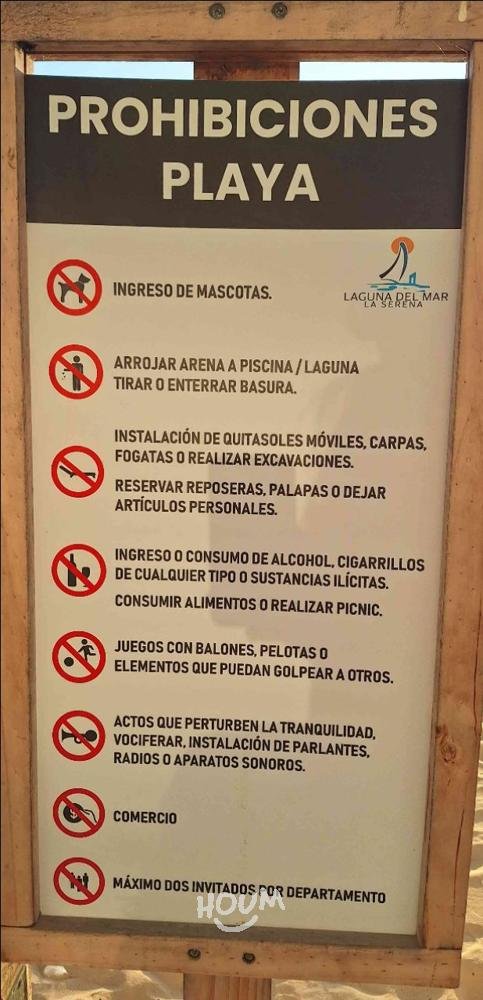 PROHIBICIONES
PLAYA
LAGUNA DEL MAR
LA SERENA
INGRESO DE MASCOTAS.
ARROJAR ARENA A PISCINA / LAGUNA
TIRAR O ENTERRAR BASURA.
INSTALACIÓN DE QUITASOLES MÓVILES, CARPAS,
FOGATAS O REALIZAR EXCAVACIONES.
RESERVAR REPOSERAS, PALAPAS O DEJAR
ARTÍCULOS PERSONALES.
INGRESO O CONSUMO DE ALCOHOL, CIGARRILLOS
DE CUALQUIER TIPO O SUSTANCIAS ILÍCITAS.
CONSUMIR ALIMENTOS O REALIZAR PICNIC.
JUEGOS CON BALONES, PELOTAS O
ELEMENTOS QUE PUEDAN GOLPEAR A OTROS.
ACTOS QUE PERTURBEN LA TRANQUILIDAD,
VOCIFERAR, INSTALACIÓN DE PARLANTES,
RADIOS O APARATOS SONOROS.
$
COMERCIO
MÁXIMO DOS INVITADOS POR DEPARTAMENTO
HOUM